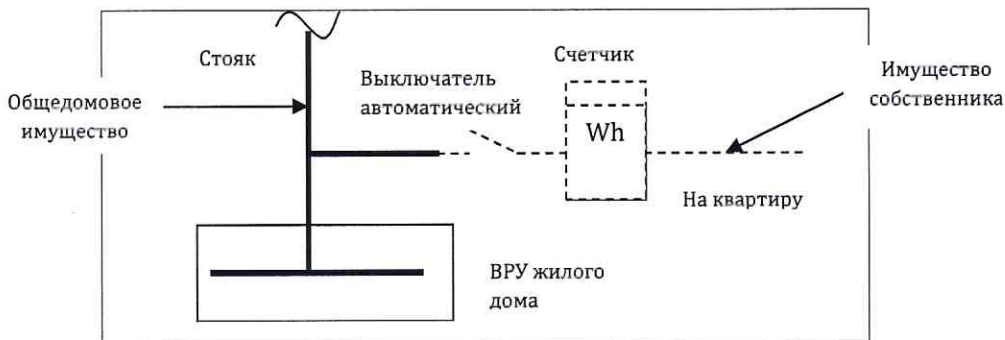 Стояк
Счетчик
Общедомовое
имущество
Выключатель
автоматический
Имущество
собственника
Wh
На квартиру
ВРУ жилого
дома